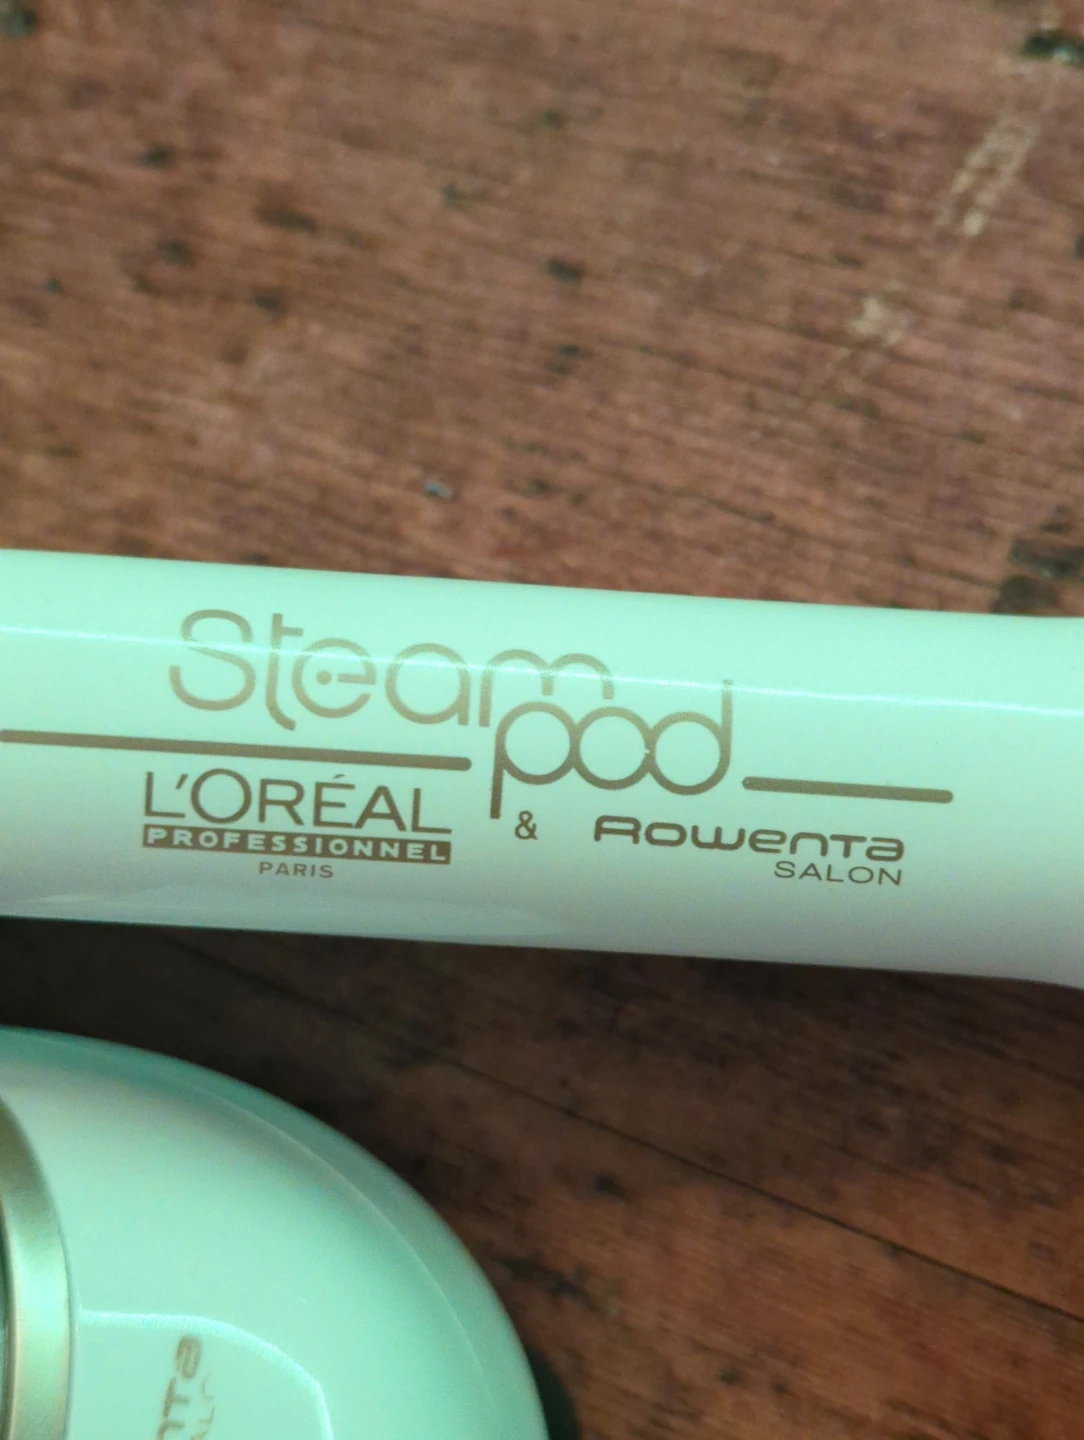 Steampod
L'ORÉAL
PROFESSIONNEL
PARIS
&
ROWENTA
SALON